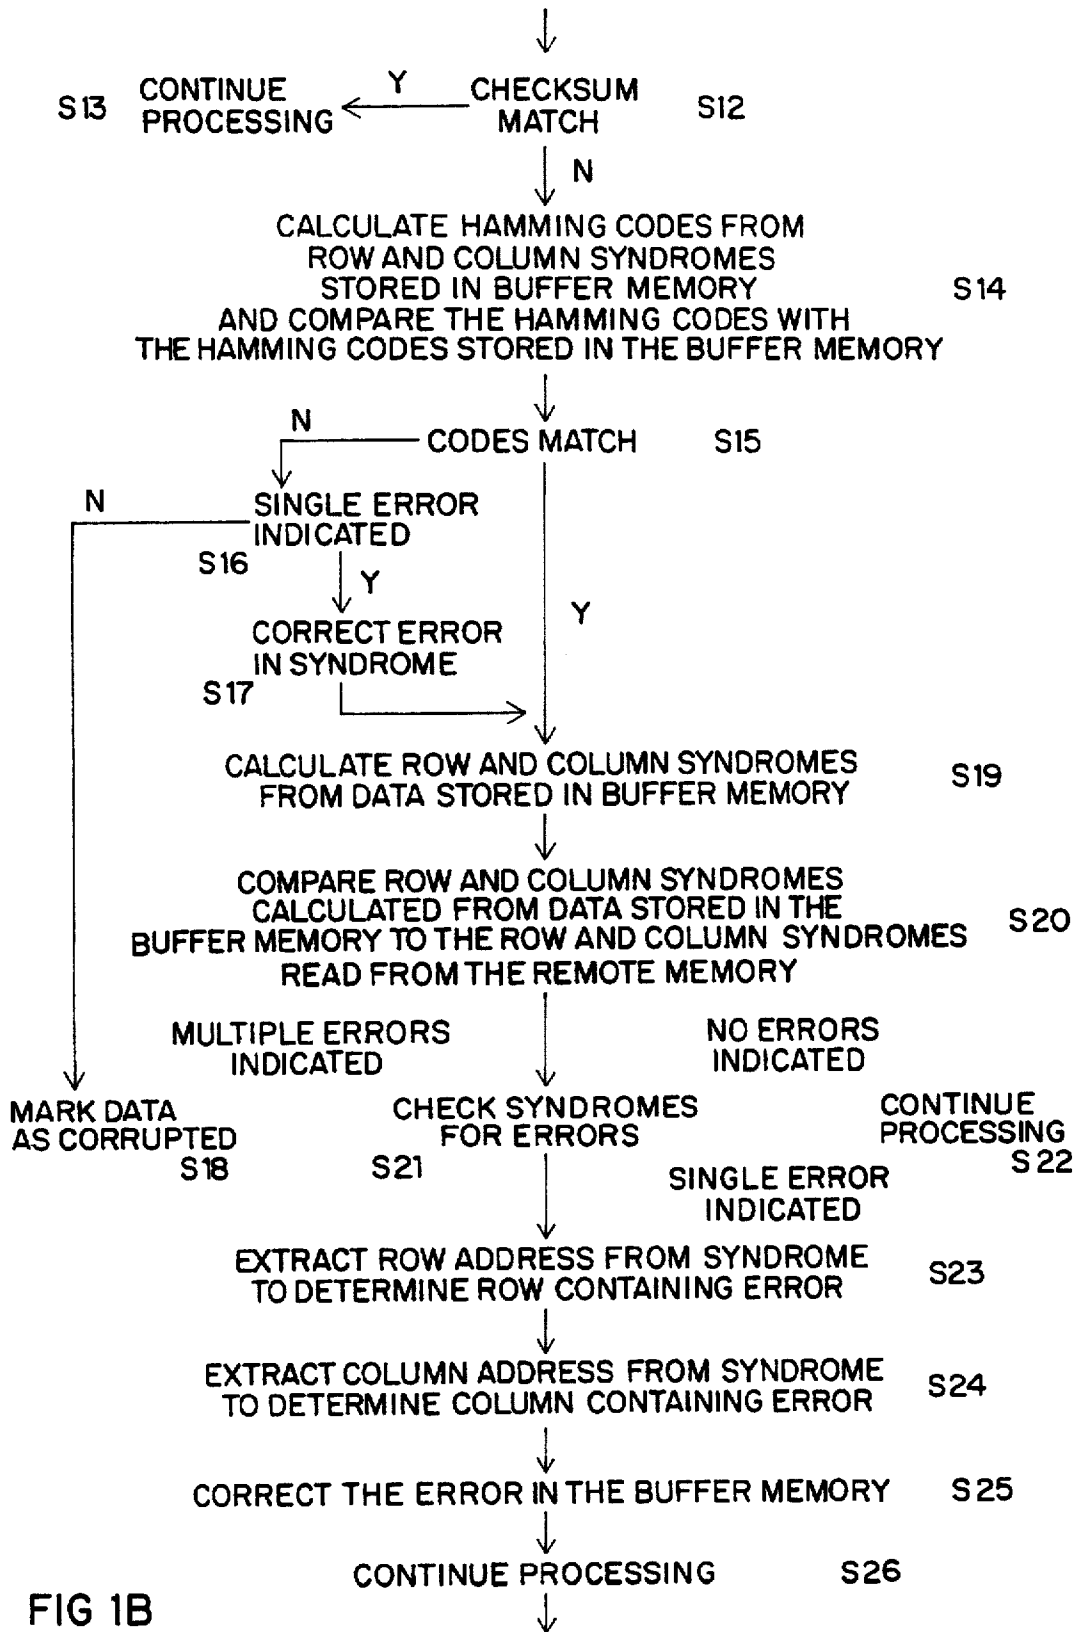 S13 CONTINUE PROCESSING
Y
CHECKSUM MATCH
S12
N
CALCULATE HAMMING CODES FROM
ROW AND COLUMN SYNDROMES
STORED IN BUFFER MEMORY
AND COMPARE THE HAMMING CODES WITH
THE HAMMING CODES STORED IN THE BUFFER MEMORY
S14
N
CODES MATCH
S15
N
SINGLE ERROR
INDICATED
S16
Y
Y
CORRECT ERROR
IN SYNDROME
S17
CALCULATE ROW AND COLUMN SYNDROMES
FROM DATA STORED IN BUFFER MEMORY
S19
COMPARE ROW AND COLUMN SYNDROMES
CALCULATED FROM DATA STORED IN THE
BUFFER MEMORY TO THE ROW AND COLUMN SYNDROMES
READ FROM THE REMOTE MEMORY
S20
MULTIPLE ERRORS
INDICATED
NO ERRORS
INDICATED
MARK DATA
AS CORRUPTED
S18
CHECK SYNDROMES
FOR ERRORS
S21
CONTINUE
PROCESSING
S22
SINGLE ERROR
INDICATED
EXTRACT ROW ADDRESS FROM SYNDROME
TO DETERMINE ROW CONTAINING ERROR
S23
EXTRACT COLUMN ADDRESS FROM SYNDROME
TO DETERMINE COLUMN CONTAINING ERROR
S24
CORRECT THE ERROR IN THE BUFFER MEMORY
S25
CONTINUE PROCESSING
S26
FIG 1B